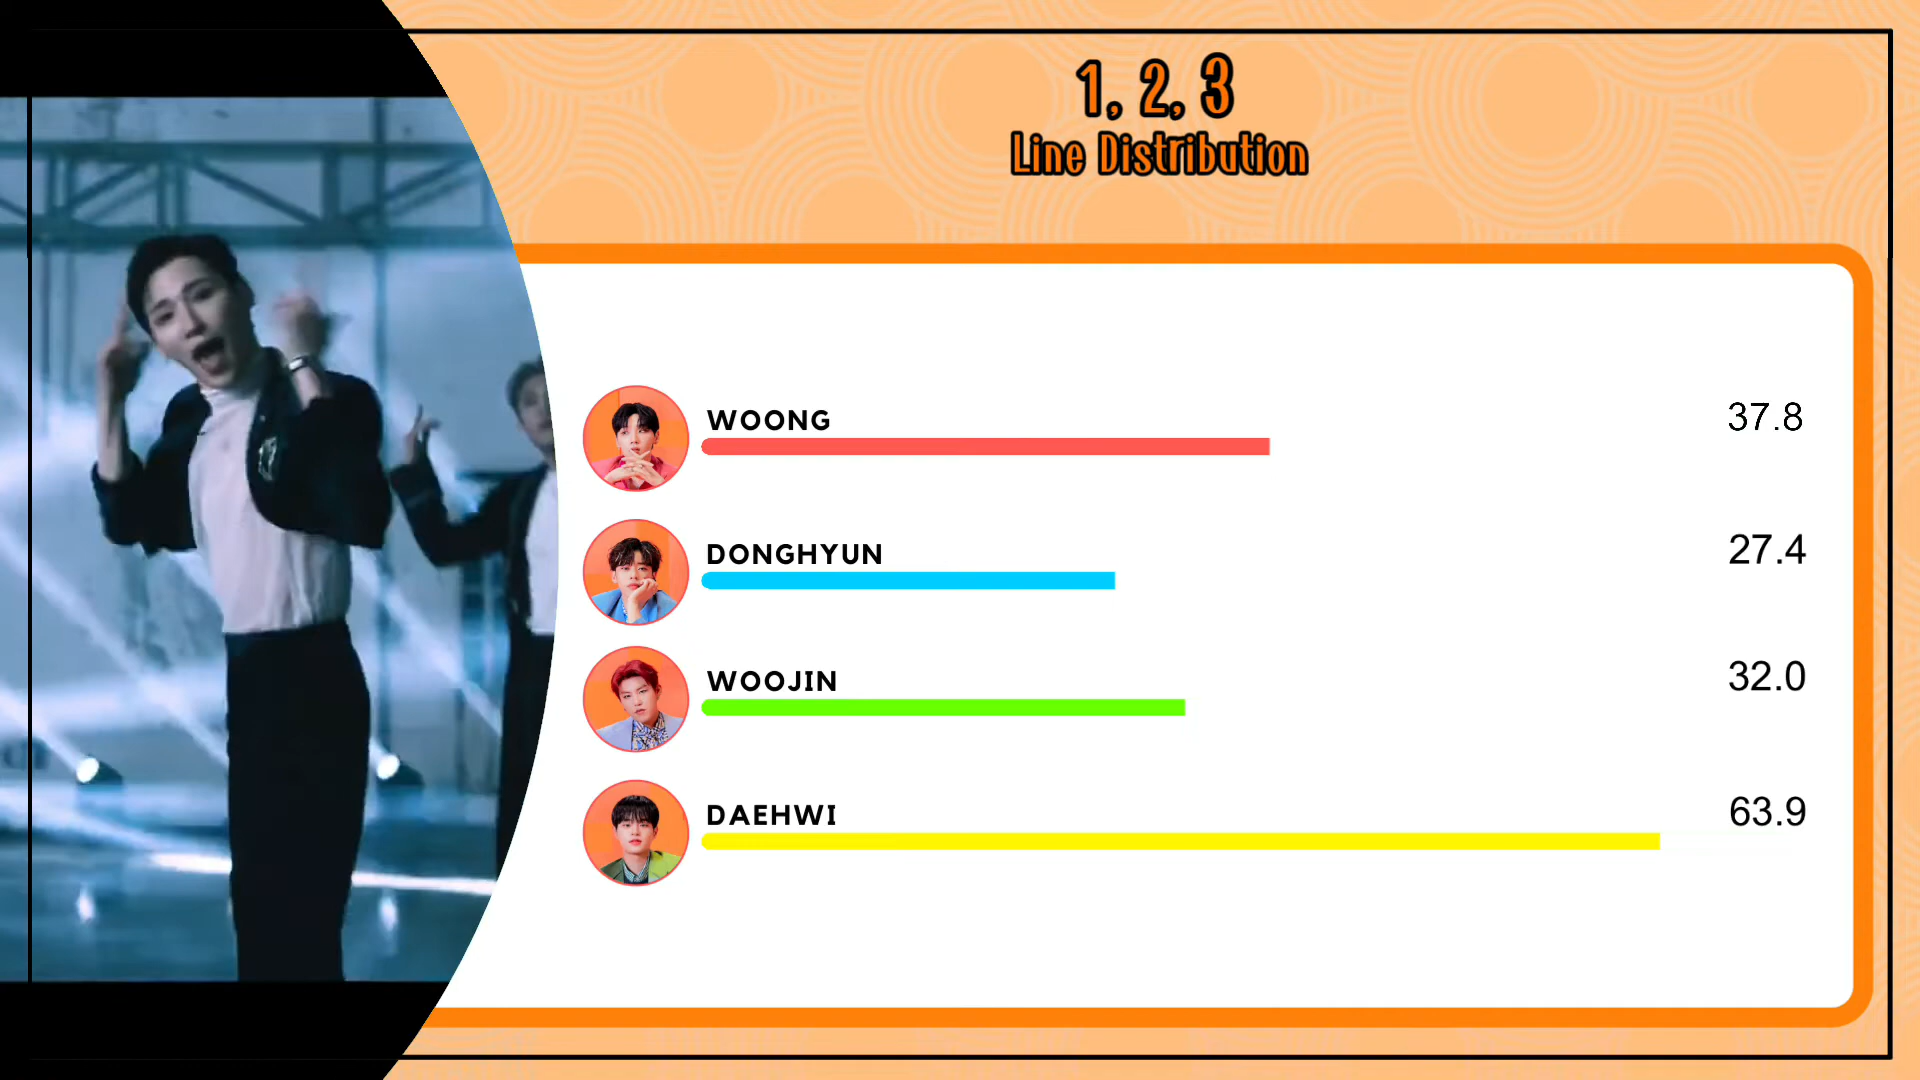 1, 2, 3
Line Distribution
WOONG 37.8
DONGHYUN 27.4
WOOJIN 32.0
DAEHWI 63.9